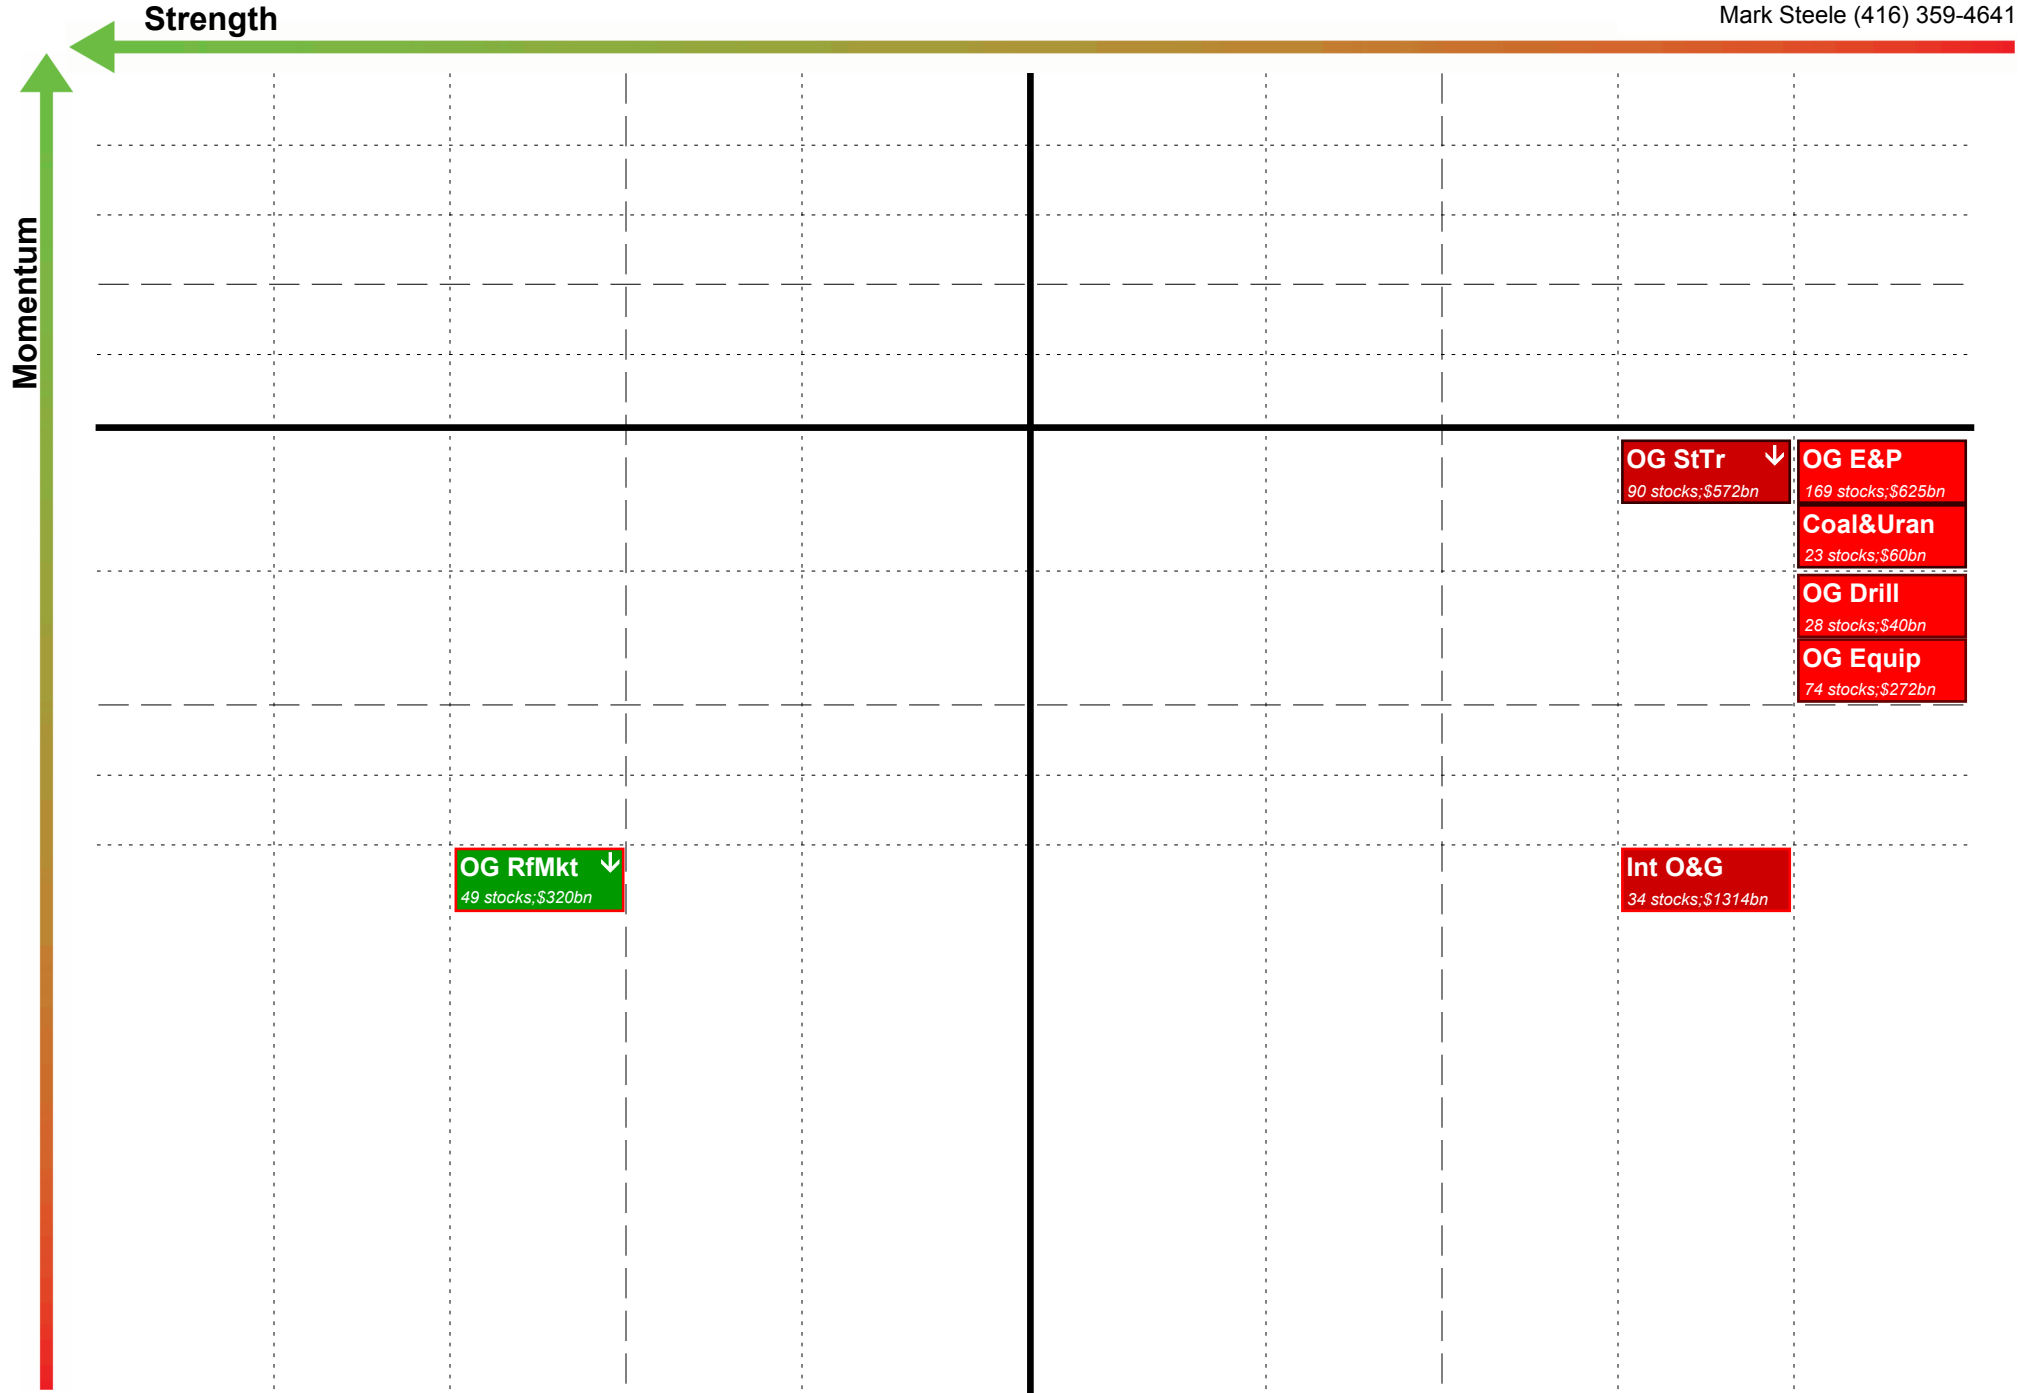 Strength
Mark Steele (416) 359-4641
Momentum
OG StTr ↓
90 stocks;$572bn
OG E&P
169 stocks;$625bn
Coal&Uran
23 stocks;$60bn
OG Drill
28 stocks;$40bn
OG Equip
74 stocks;$272bn
OG RfMkt ↓
49 stocks;$320bn
Int O&G
34 stocks;$1314bn